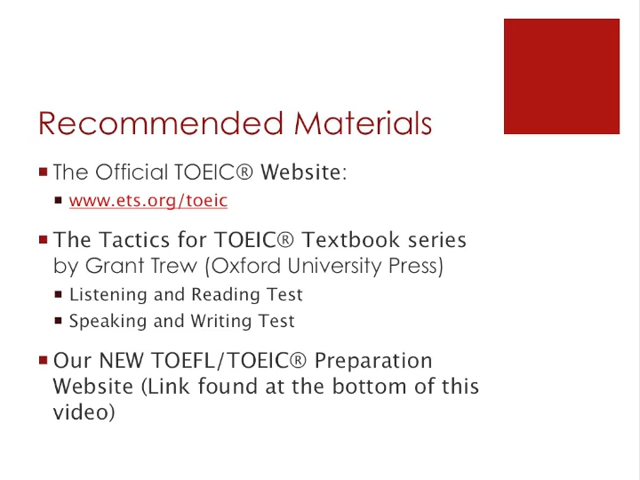 Recommended Materials
The Official TOEIC® Website:
www.ets.org/toeic
The Tactics for TOEIC® Textbook series
by Grant Trew (Oxford University Press)
Listening and Reading Test
Speaking and Writing Test
Our NEW TOEFL/TOEIC® Preparation
Website (Link found at the bottom of this
video)